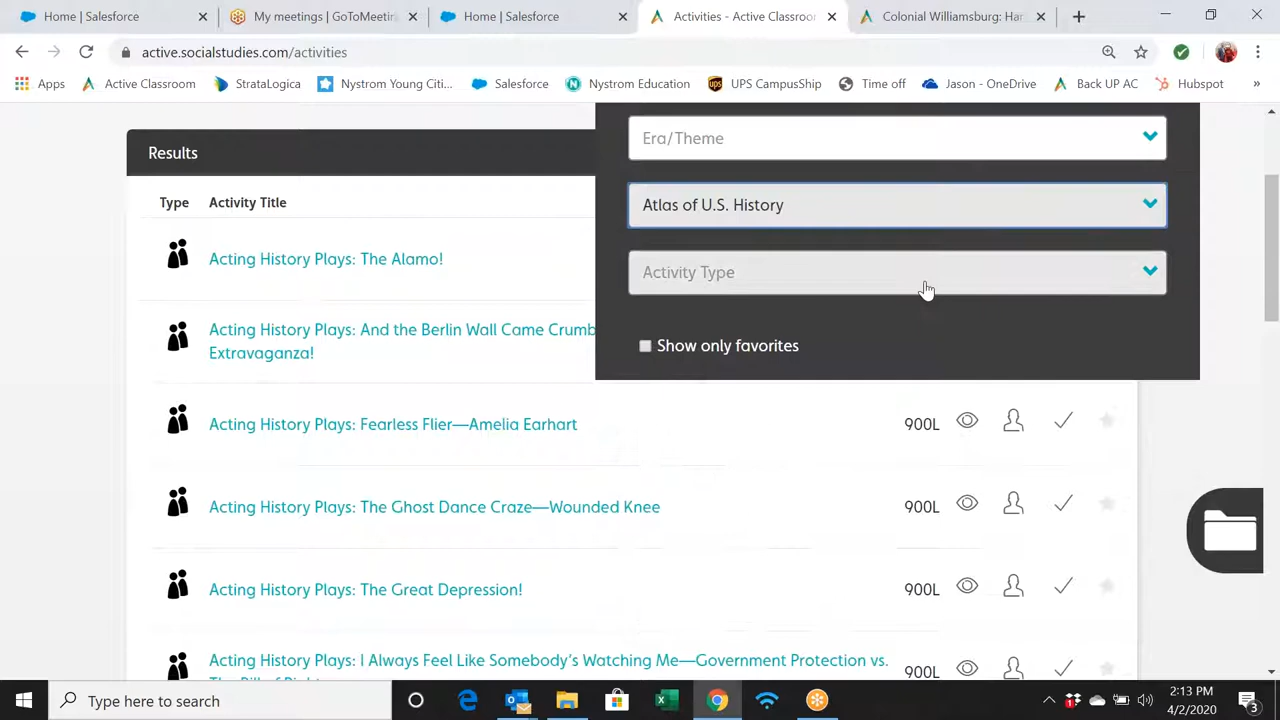 Home | Salesforce
My meetings | GoToMeetin
Home | Salesforce
Activities - Active Classroo
Colonial Williamsburg: Har
active.socialstudies.com/activities
Apps
Active Classroom
StrataLogica
Nystrom Young Citi...
Salesforce
Nystrom Education
UPS CampusShip
Time off
Jason - OneDrive
Back UP AC
Hubspot
»
Era/Theme
Results
Atlas of U.S. History
Type
Activity Title
Acting History Plays: The Alamo!
Activity Type
Acting History Plays: And the Berlin Wall Came Crumb
Extravaganza!
Show only favorites
Acting History Plays: Fearless Flier—Amelia Earhart
900L
Acting History Plays: The Ghost Dance Craze—Wounded Knee
900L
Acting History Plays: The Great Depression!
900L
Acting History Plays: I Always Feel Like Somebody's Watching Me—Government Protection vs.
900L
Type here to search
2:13 PM
4/2/2020
3